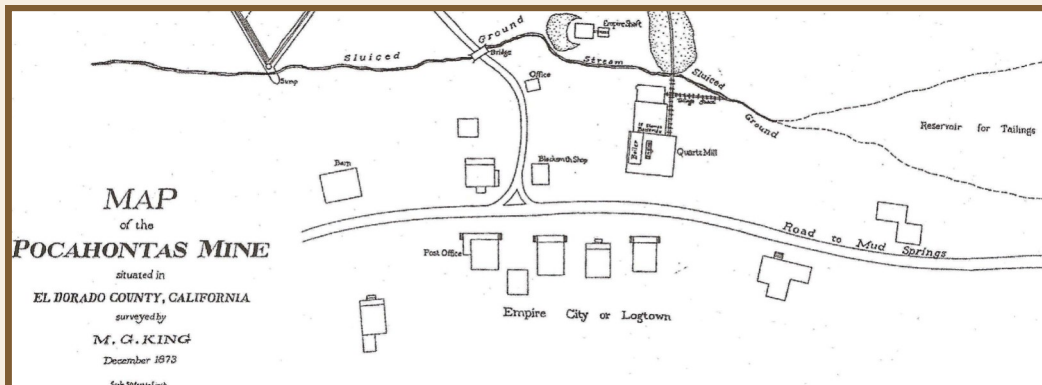 MAP
of the
POCAHONTAS MINE
situated in
EL DORADO COUNTY, CALIFORNIA
surveyed by
M. G. KING
December 1873
Sluiced Ground
Bridge
Sump
Empire Shaft
Stream
Sluiced
Ground
Office
Reservoir for Tailings
Boiler
Quartz Mill
Blacksmith Shop
Barn
Road to Mud Springs
Post Office
Empire City or Logtown